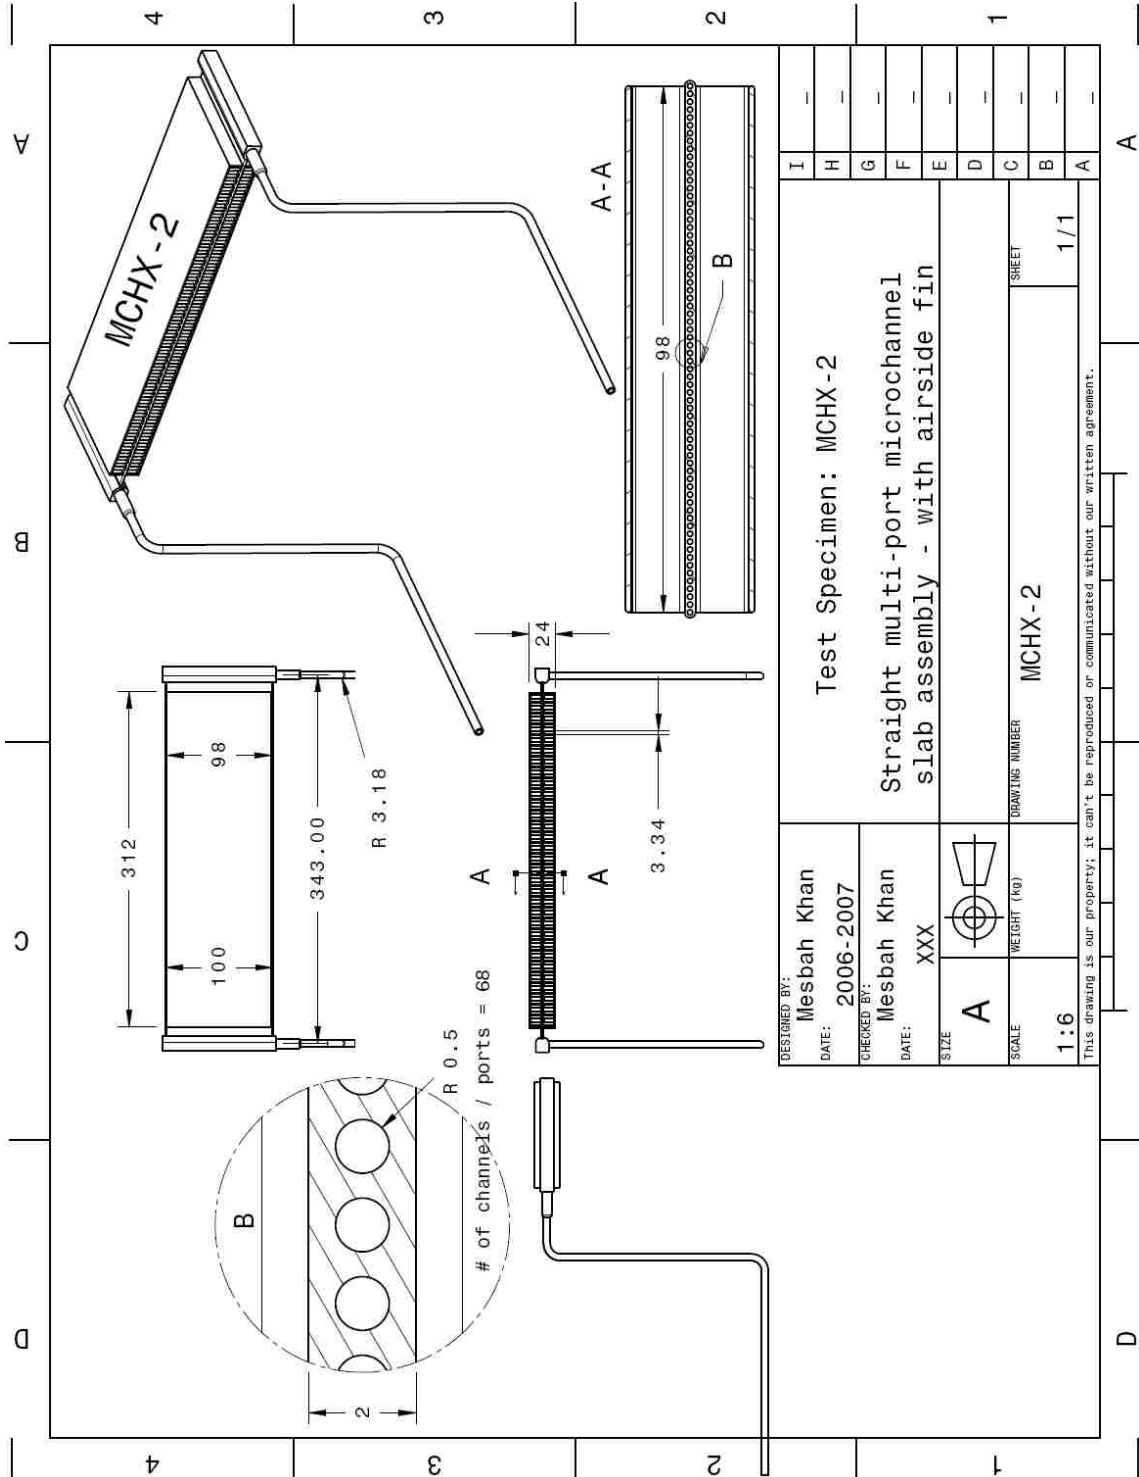 D
C
B
A
4
3
2
1
B
2
R 0.5
# of channels / ports = 68
312
100
98
343.00
R 3.18
MCHX-2
A
A
24
3.34
A-A
98
B
DESIGNED BY:
Mesbah Khan
DATE:
2006-2007
CHECKED BY:
Mesbah Khan
DATE:
XXX
SIZE
A
SCALE
1:6
WEIGHT (kg)
Test Specimen: MCHX-2
Straight multi-port microchannel
slab assembly - with airside fin
DRAWING NUMBER
MCHX-2
SHEET
1/1
I –
H –
G –
F –
E –
D –
C –
B –
A –
This drawing is our property; it can't be reproduced or communicated without our written agreement.
4
3
2
1
D
A